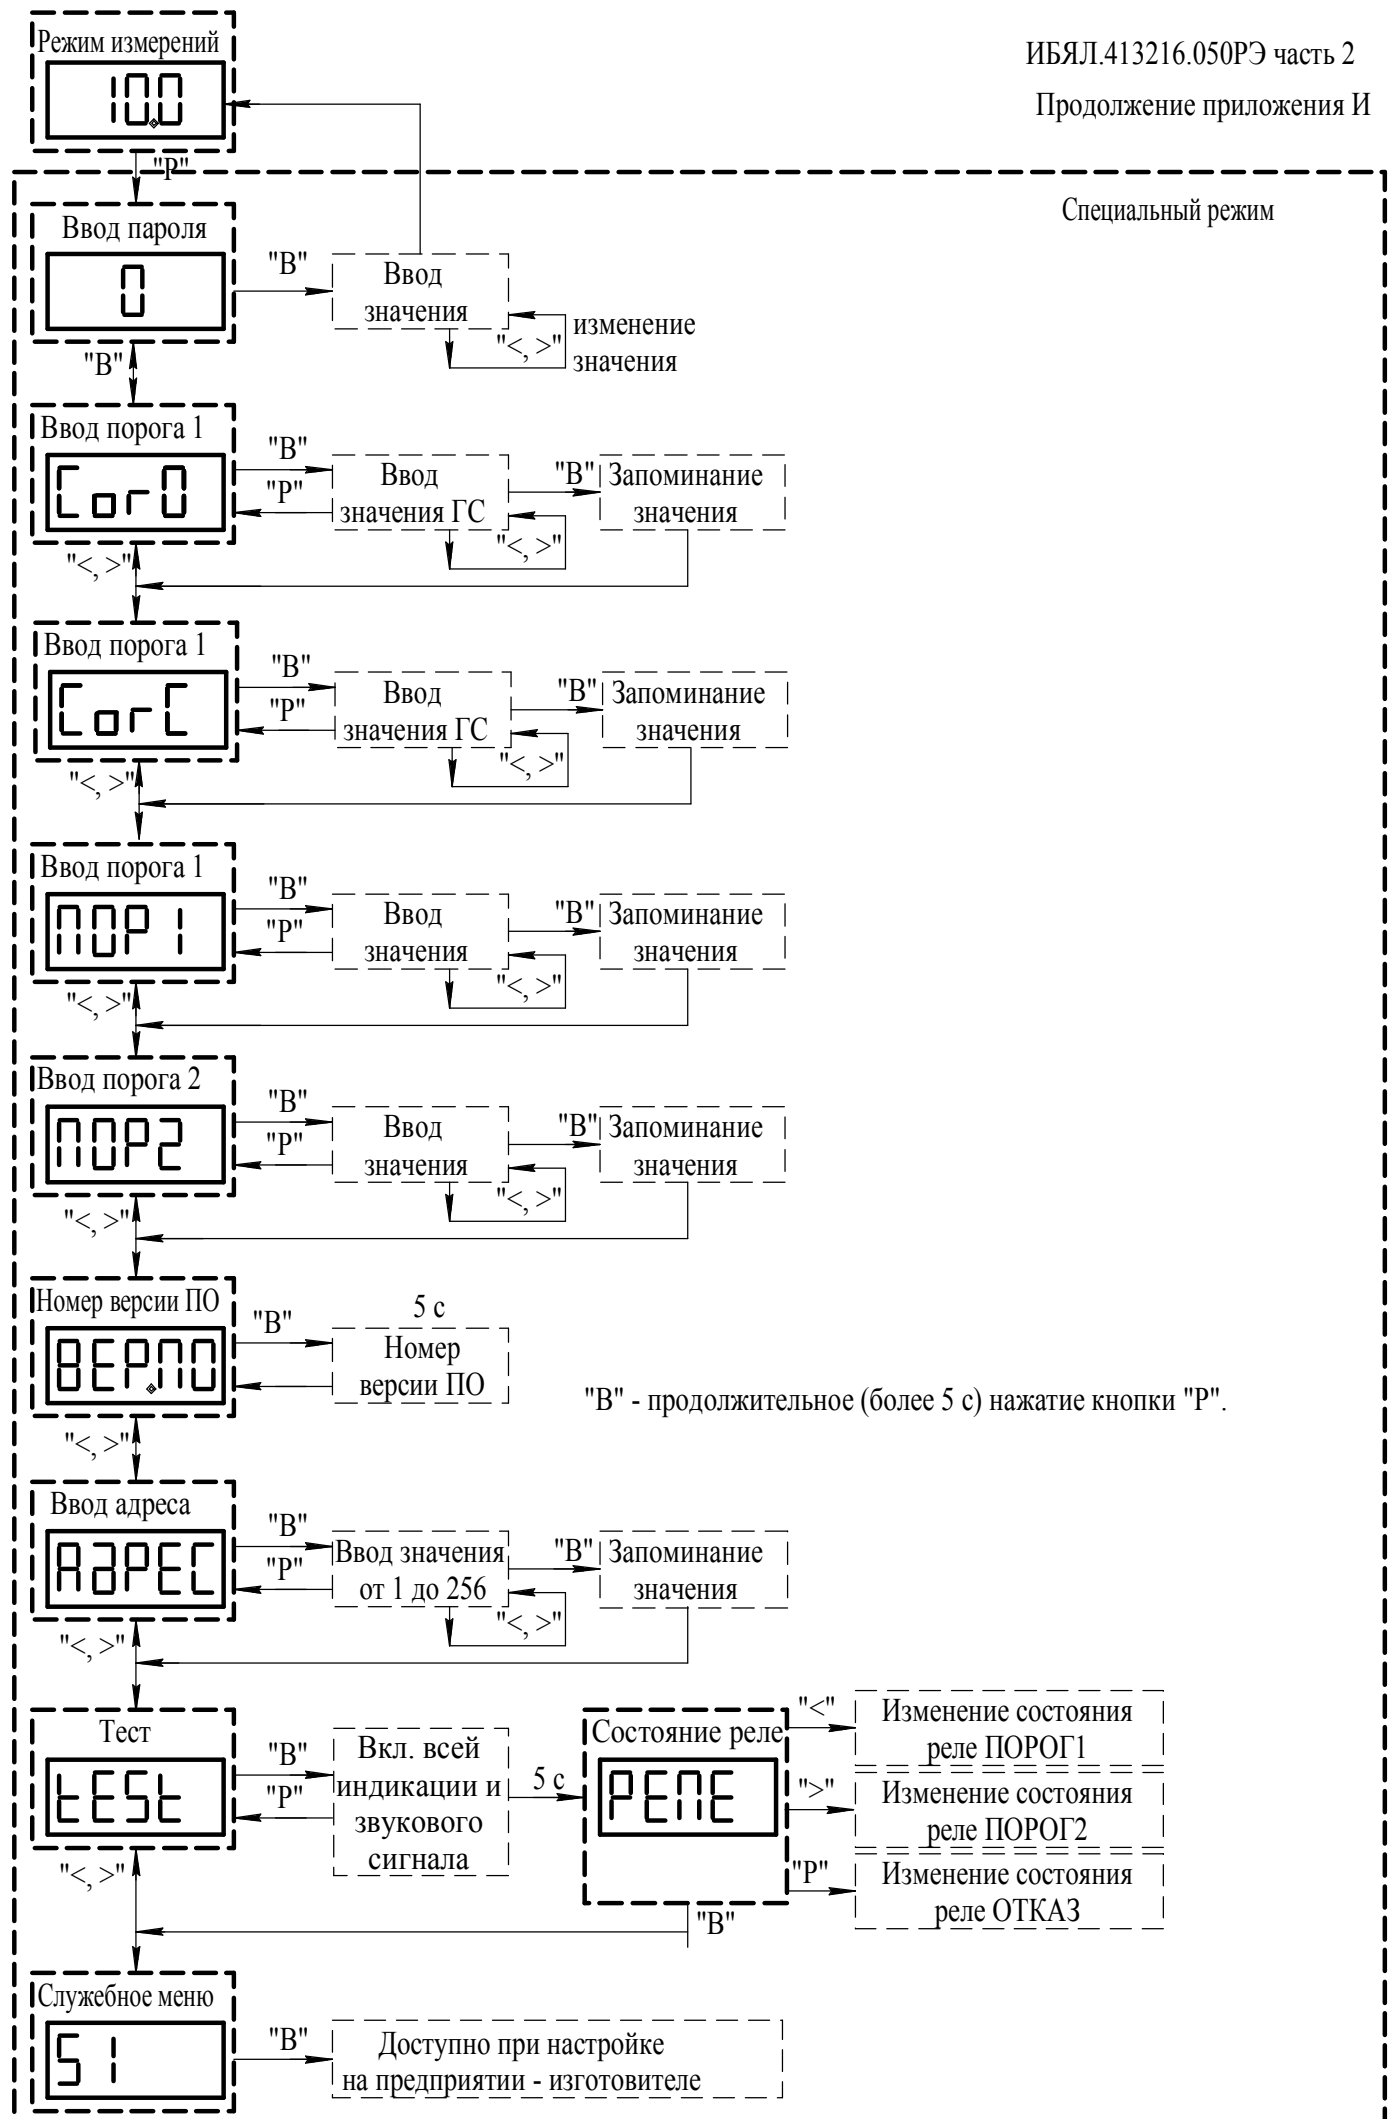 Режим измерений
ИБЯЛ.413216.050РЭ часть 2
10.0
Продолжение приложения И
"Р"
Специальный режим
Ввод пароля
0
"В"
Ввод
значения
"<, >"
изменение
значения
"В"
Ввод порога 1
Cor0
"В"
"Р"
Ввод
значения ГС
"<, >"
"В"
Запоминание
значения
"<, >"
Ввод порога 1
CorC
"В"
"Р"
Ввод
значения ГС
"<, >"
"В"
Запоминание
значения
"<, >"
Ввод порога 1
ПОР1
"В"
"Р"
Ввод
значения
"<, >"
"В"
Запоминание
значения
"<, >"
Ввод порога 2
ПОР2
"В"
"Р"
Ввод
значения
"<, >"
"В"
Запоминание
значения
"<, >"
Номер версии ПО
ВЕР.ПО
"В"
5 с
Номер
версии ПО
"В" - продолжительное (более 5 с) нажатие кнопки "Р".
"<, >"
Ввод адреса
АдРЕС
"В"
"Р"
Ввод значения
от 1 до 256
"<, >"
"В"
Запоминание
значения
"<, >"
Тест
tESt
"В"
"Р"
Вкл. всей
индикации и
звукового
сигнала
5 с
Состояние реле
РЕПЕ
"<"
Изменение состояния
реле ПОРОГ1
">"
Изменение состояния
реле ПОРОГ2
"Р"
Изменение состояния
реле ОТКАЗ
"В"
"<, >"
Служебное меню
S1
"В"
Доступно при настройке
на предприятии - изготовителе